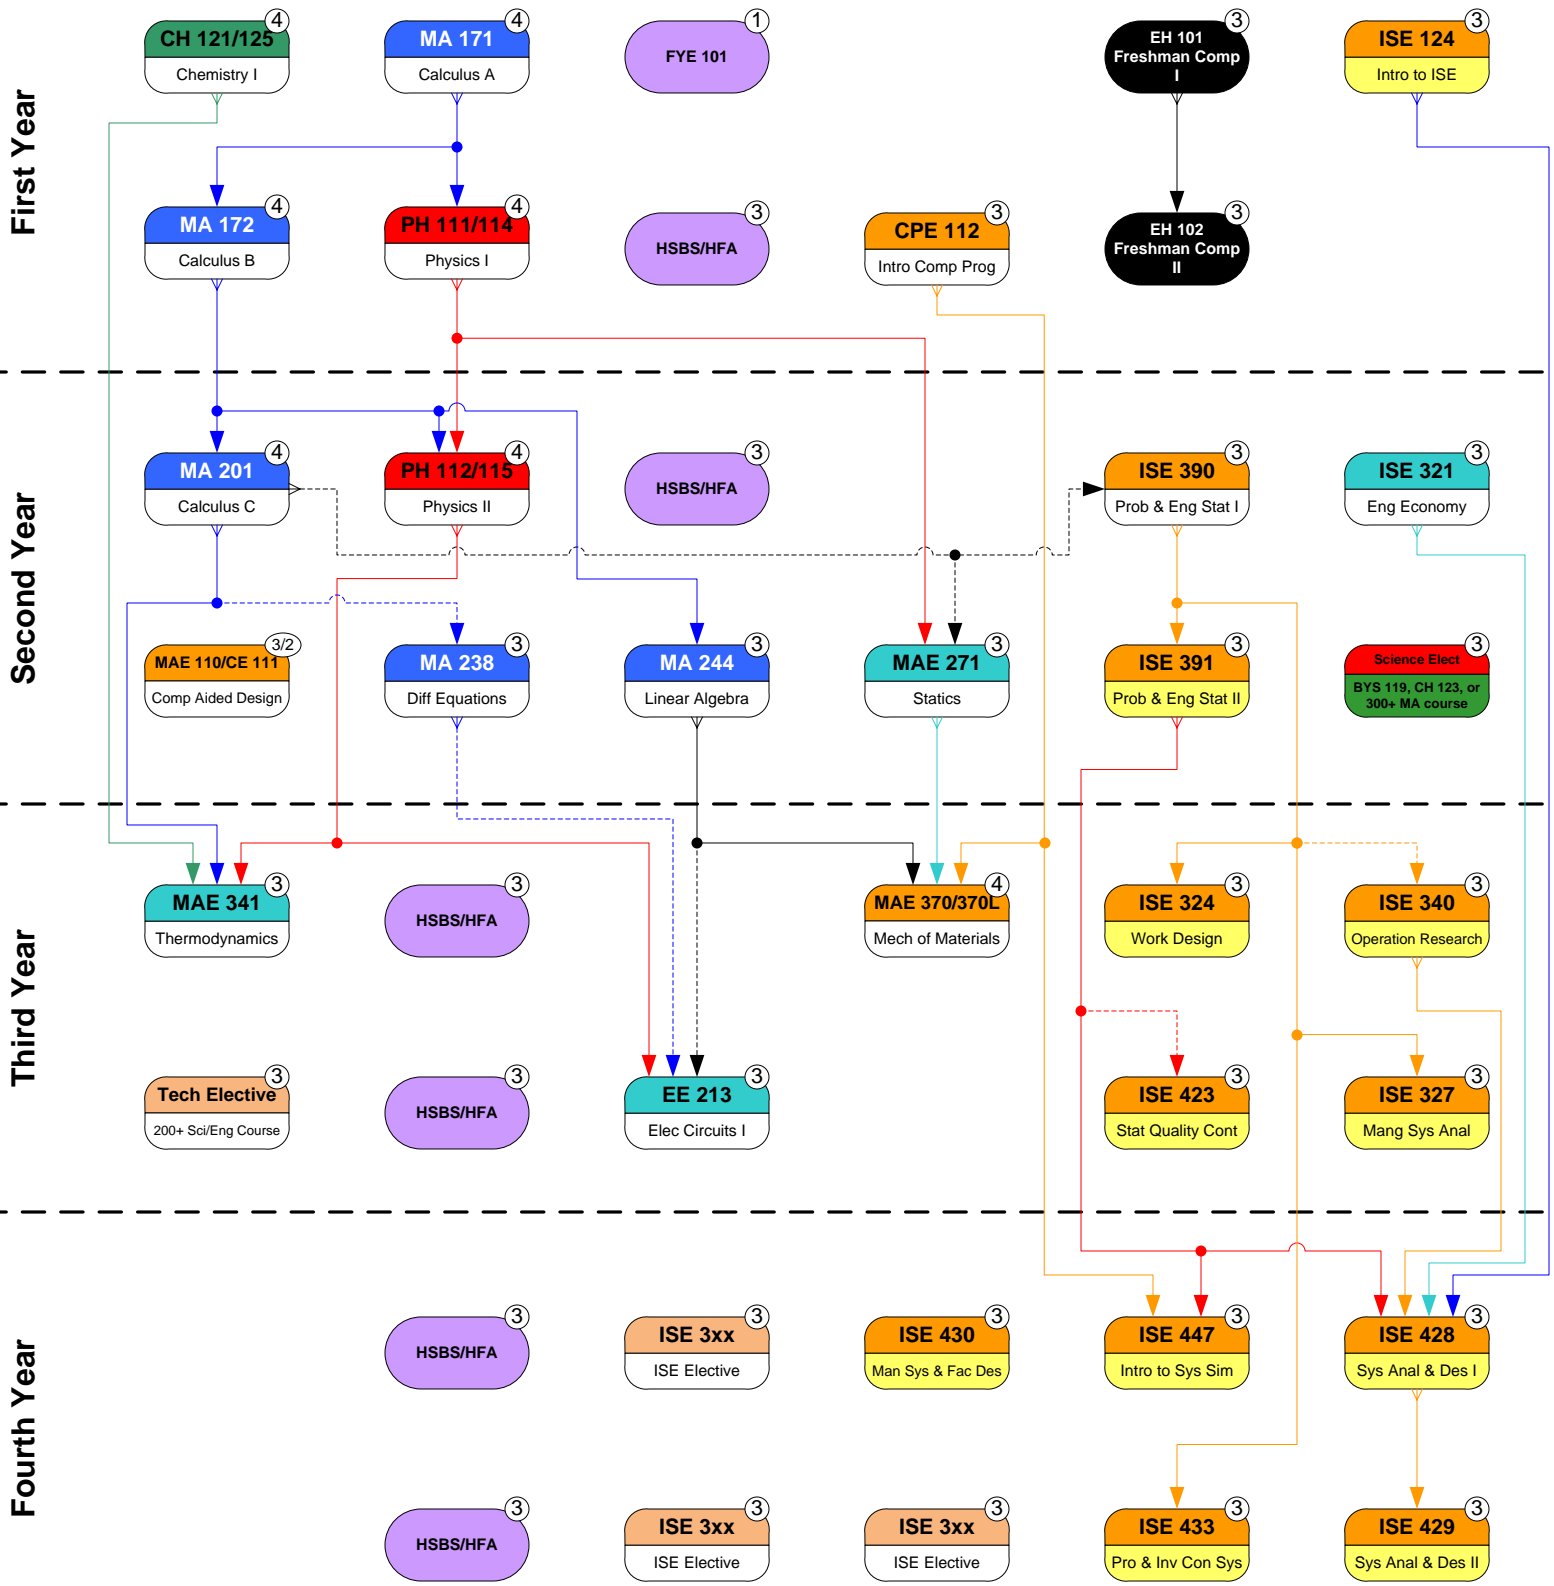 First Year
4
CH 121/125
Chemistry I
4
MA 171
Calculus A
1
FYE 101
3
EH 101
Freshman Comp
I
3
ISE 124
Intro to ISE
4
MA 172
Calculus B
4
PH 111/114
Physics I
3
HSBS/HFA
3
CPE 112
Intro Comp Prog
3
EH 102
Freshman Comp
II
Second Year
4
MA 201
Calculus C
4
PH 112/115
Physics II
3
HSBS/HFA
3
ISE 390
Prob & Eng Stat I
3
ISE 321
Eng Economy
3/2
MAE 110/CE 111
Comp Aided Design
3
MA 238
Diff Equations
3
MA 244
Linear Algebra
3
MAE 271
Statics
3
ISE 391
Prob & Eng Stat II
3
Science Elect
BYS 119, CH 123, or
300+ MA course
Third Year
3
MAE 341
Thermodynamics
3
HSBS/HFA
4
MAE 370/370L
Mech of Materials
3
ISE 324
Work Design
3
ISE 340
Operation Research
3
Tech Elective
200+ Sci/Eng Course
3
HSBS/HFA
3
EE 213
Elec Circuits I
3
ISE 423
Stat Quality Cont
3
ISE 327
Mang Sys Anal
Fourth Year
3
HSBS/HFA
3
ISE 3xx
ISE Elective
3
ISE 430
Man Sys & Fac Des
3
ISE 447
Intro to Sys Sim
3
ISE 428
Sys Anal & Des I
3
HSBS/HFA
3
ISE 3xx
ISE Elective
3
ISE 3xx
ISE Elective
3
ISE 433
Pro & Inv Con Sys
3
ISE 429
Sys Anal & Des II